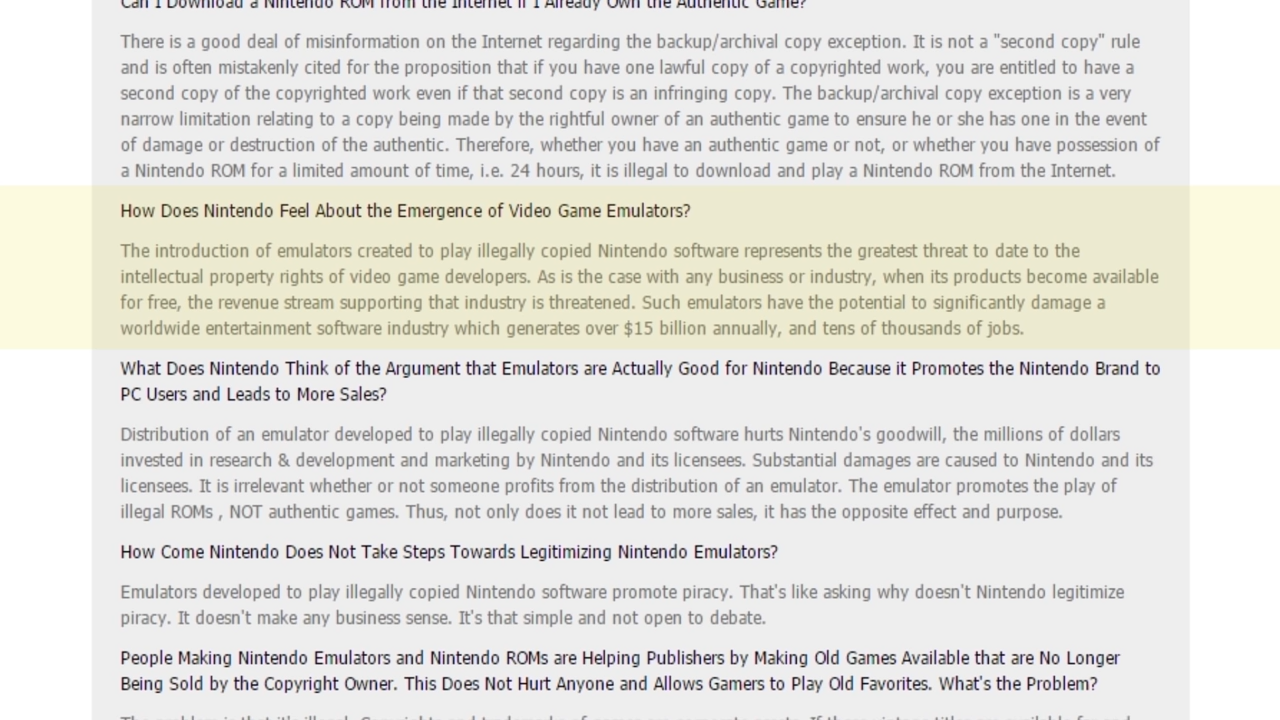 Can I Download a Nintendo ROM from the Internet if I Already Own the Authentic Game?
There is a good deal of misinformation on the Internet regarding the backup/archival copy exception. It is not a "second copy" rule
and is often mistakenly cited for the proposition that if you have one lawful copy of a copyrighted work, you are entitled to have a
second copy of the copyrighted work even if that second copy is an infringing copy. The backup/archival copy exception is a very
narrow limitation relating to a copy being made by the rightful owner of an authentic game to ensure he or she has one in the event
of damage or destruction of the authentic. Therefore, whether you have an authentic game or not, or whether you have possession of
a Nintendo ROM for a limited amount of time, i.e. 24 hours, it is illegal to download and play a Nintendo ROM from the Internet.
How Does Nintendo Feel About the Emergence of Video Game Emulators?
The introduction of emulators created to play illegally copied Nintendo software represents the greatest threat to date to the
intellectual property rights of video game developers. As is the case with any business or industry, when its products become available
for free, the revenue stream supporting that industry is threatened. Such emulators have the potential to significantly damage a
worldwide entertainment software industry which generates over $15 billion annually, and tens of thousands of jobs.
What Does Nintendo Think of the Argument that Emulators are Actually Good for Nintendo Because it Promotes the Nintendo Brand to
PC Users and Leads to More Sales?
Distribution of an emulator developed to play illegally copied Nintendo software hurts Nintendo's goodwill, the millions of dollars
invested in research & development and marketing by Nintendo and its licensees. Substantial damages are caused to Nintendo and its
licensees. It is irrelevant whether or not someone profits from the distribution of an emulator. The emulator promotes the play of
illegal ROMs , NOT authentic games. Thus, not only does it not lead to more sales, it has the opposite effect and purpose.
How Come Nintendo Does Not Take Steps Towards Legitimizing Nintendo Emulators?
Emulators developed to play illegally copied Nintendo software promote piracy. That's like asking why doesn't Nintendo legitimize
piracy. It doesn't make any business sense. It's that simple and not open to debate.
People Making Nintendo Emulators and Nintendo ROMs are Helping Publishers by Making Old Games Available that are No Longer
Being Sold by the Copyright Owner. This Does Not Hurt Anyone and Allows Gamers to Play Old Favorites. What's the Problem?